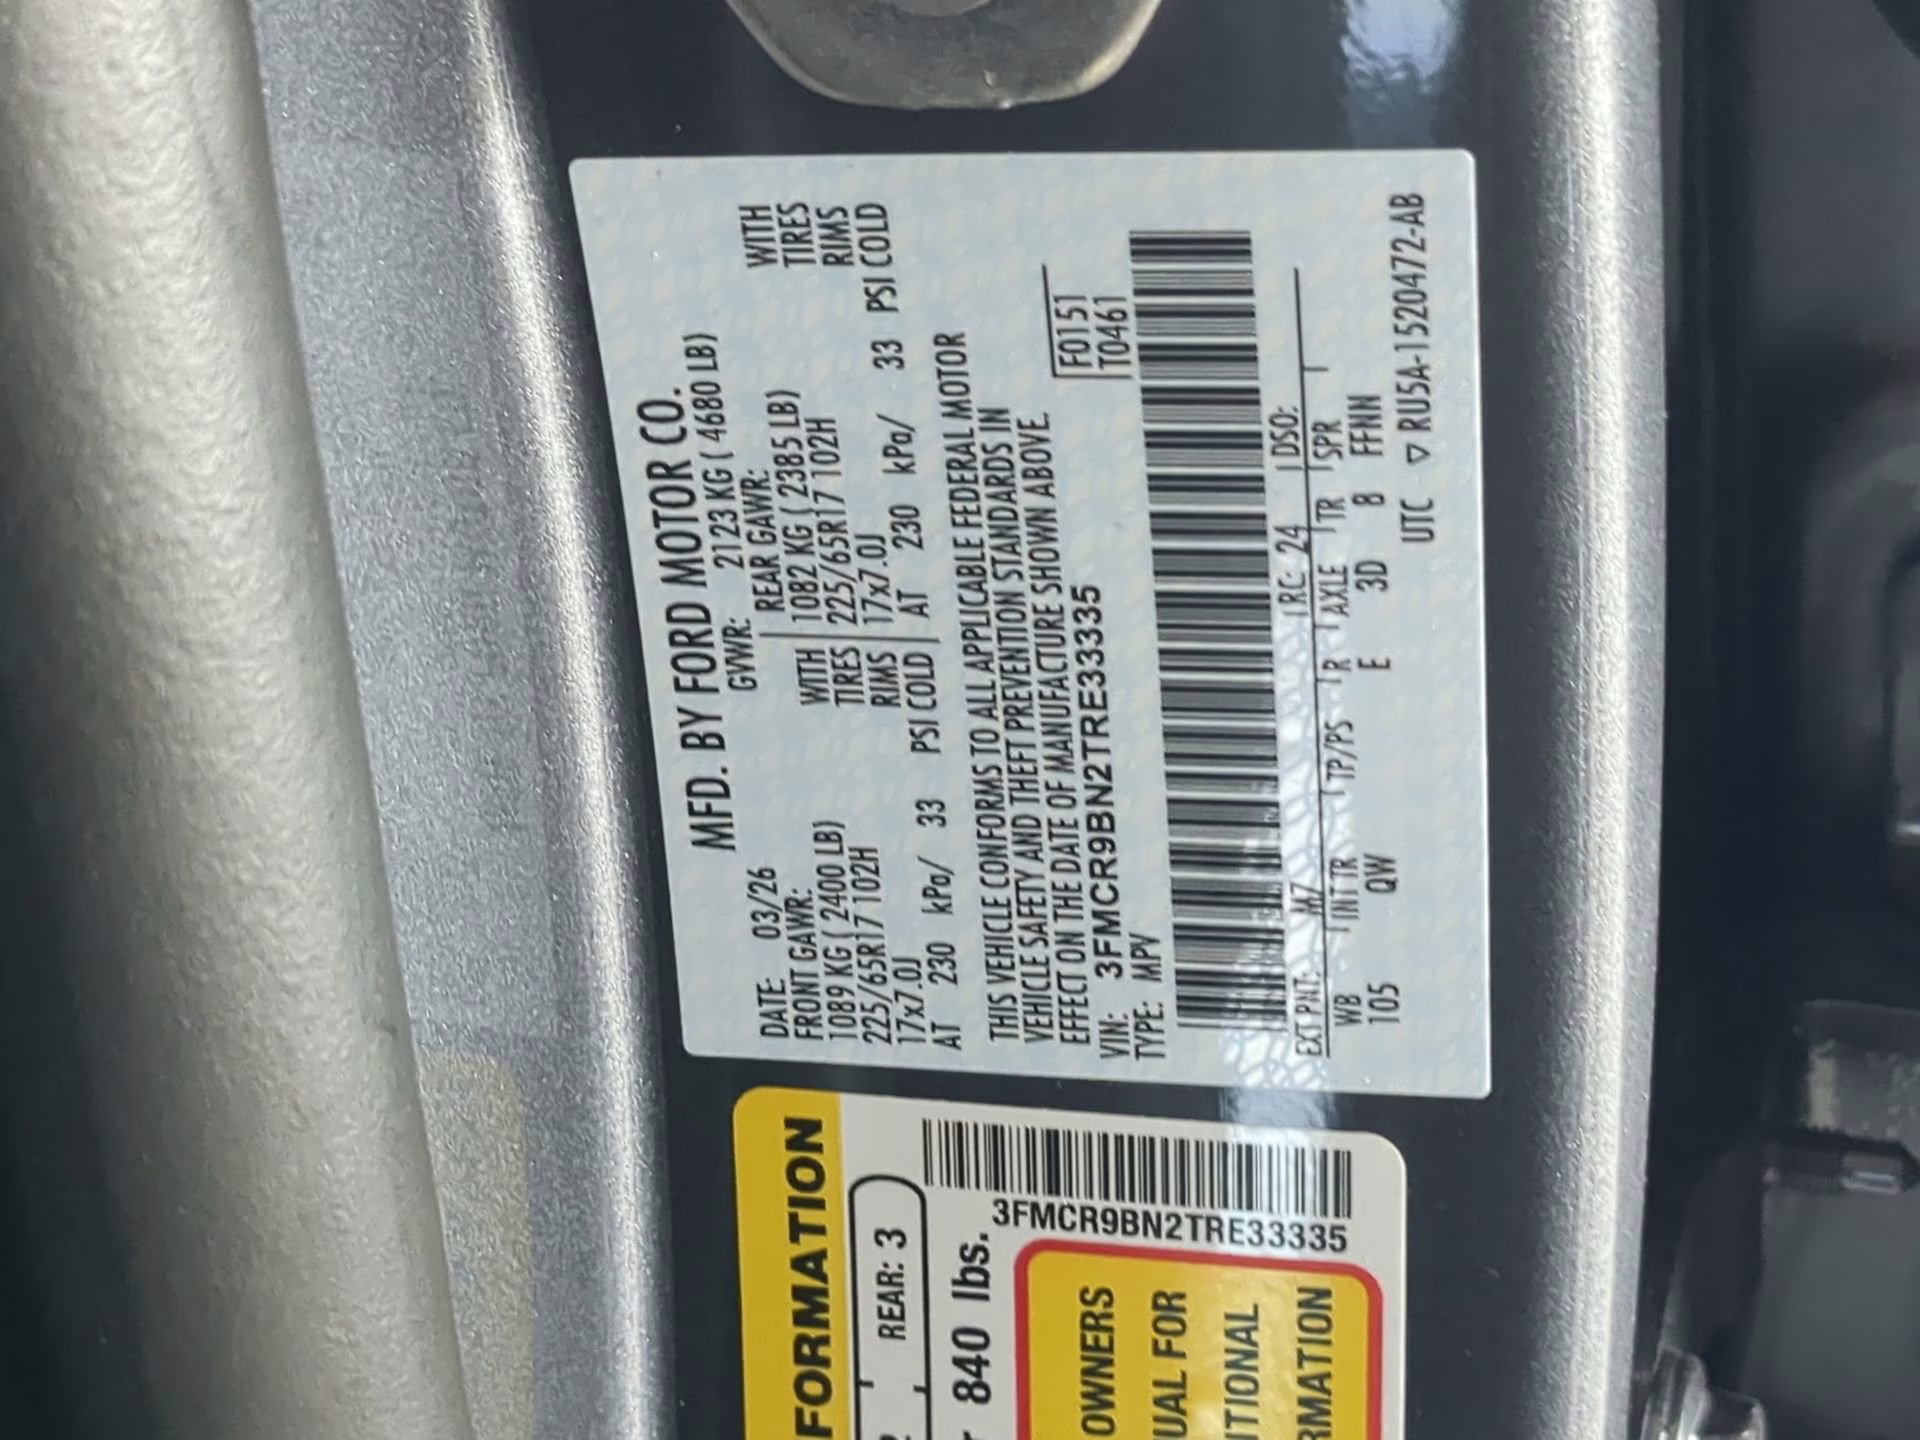 MFD. BY FORD MOTOR CO.
DATE: 03/26 GVWR: 2123 KG ( 4680 LB)
FRONT GAWR: REAR GAWR:
1089 KG ( 2400 LB) WITH 1082 KG ( 2385 LB) WITH
225/65R17 102H TIRES 225/65R17 102H TIRES
17x7.0J RIMS 17x7.0J RIMS
AT 230 kPa/ 33 PSI COLD AT 230 kPa/ 33 PSI COLD
THIS VEHICLE CONFORMS TO ALL APPLICABLE FEDERAL MOTOR
VEHICLE SAFETY AND THEFT PREVENTION STANDARDS IN
EFFECT ON THE DATE OF MANUFACTURE SHOWN ABOVE.
VIN: 3FMCR9BN2TRE33335 F0151
TYPE: MPV T0461
EXT PNT: M7 RC: 24 DSO:
WB INT TR TP/PS R AXLE TR SPR
105 QW E 3D 8 FFNN
UTC ▽ RU5A-1520472-AB
FORMATION
REAR: 3
840 lbs.
3FMCR9BN2TRE33335
OWNERS
UAL FOR
ITIONAL
RMATION